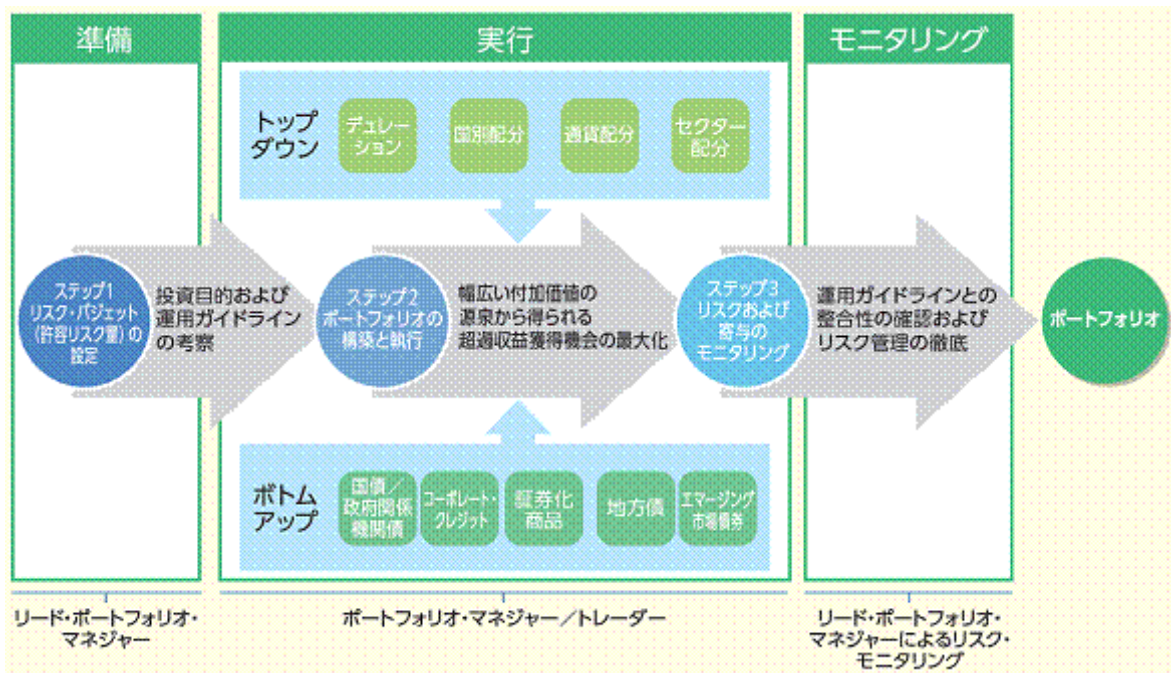 準備
実行
モニタリング
トップ
ダウン
デュレー
ション
国別配分
通貨配分
セクター
配分
ステップ1
リスク・バジェット
(許容リスク量)の
設定
投資目的および
運用ガイドライン
の考察
ステップ2
ポートフォリオの
構築と執行
幅広い付加価値の
源泉から得られる
超過収益獲得機会の最大化
ステップ3
リスクおよび
寄与の
モニタリング
運用ガイドラインとの
整合性の確認および
リスク管理の徹底
ポートフォリオ
ボトム
アップ
国債/
政府関係
機関債
コーポレート・
クレジット
証券化
商品
地方債
エマージング
市場債券
リード・ポートフォリオ・
マネジャー
ポートフォリオ・マネジャー/トレーダー
リード・ポートフォリオ・
マネジャーによるリスク・
モニタリング